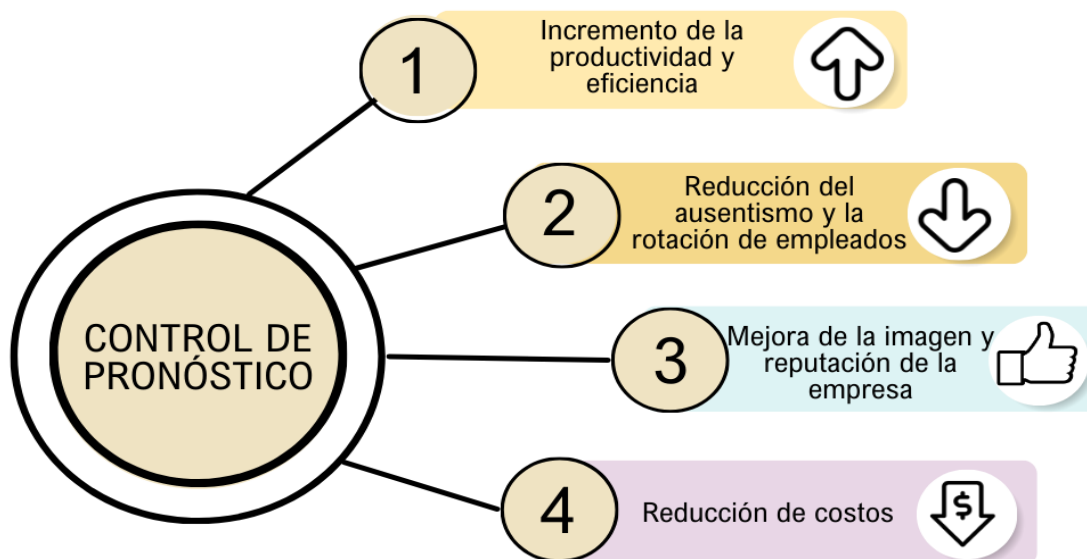 1
Incremento de la
productividad y
eficiencia
2
Reducción del
ausentismo y la
rotación de empleados
CONTROL DE
PRONÓSTICO
3
Mejora de la imagen y
reputación de la
empresa
4
Reducción de costos
$